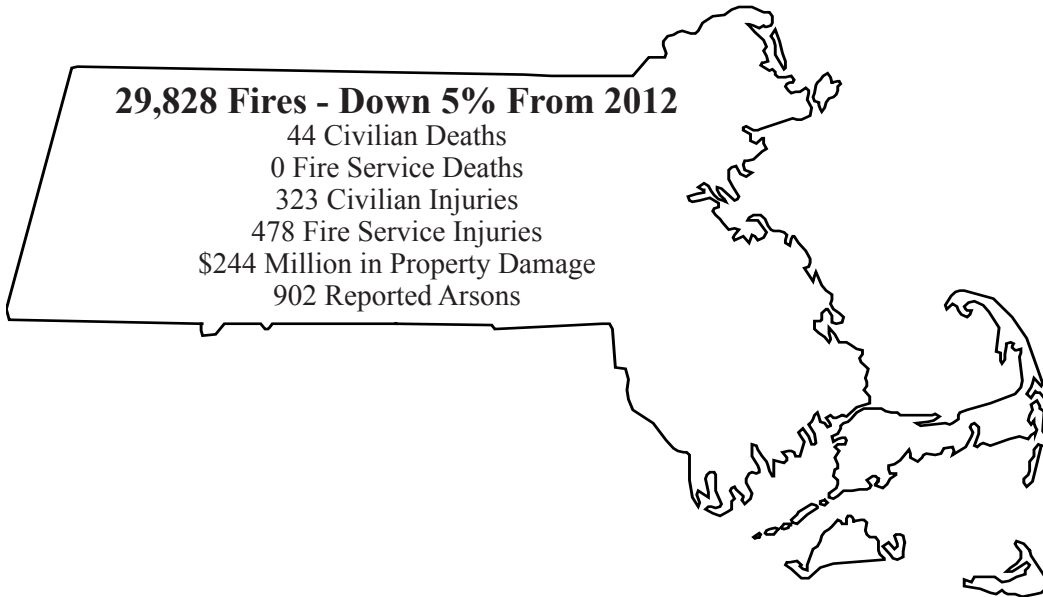 29,828 Fires - Down 5% From 2012
44 Civilian Deaths
0 Fire Service Deaths
323 Civilian Injuries
478 Fire Service Injuries
$244 Million in Property Damage
902 Reported Arsons